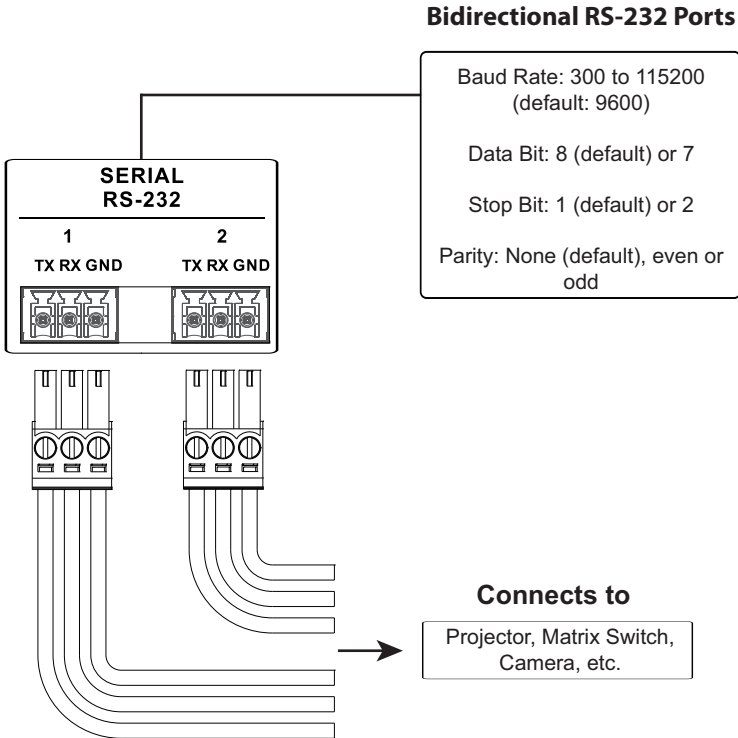 Bidirectional RS-232 Ports
Baud Rate: 300 to 115200
(default: 9600)
Data Bit: 8 (default) or 7
Stop Bit: 1 (default) or 2
Parity: None (default), even or
odd
SERIAL
RS-232
1 2
TX RX GND TX RX GND
Connects to
Projector, Matrix Switch,
Camera, etc.